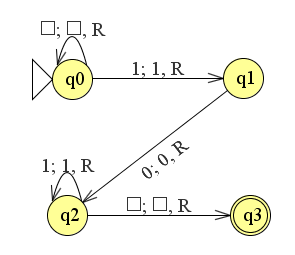 □; □, R
q0
1; 1, R
q1
0; 0, R
1; 1, R
q2
□; □, R
q3